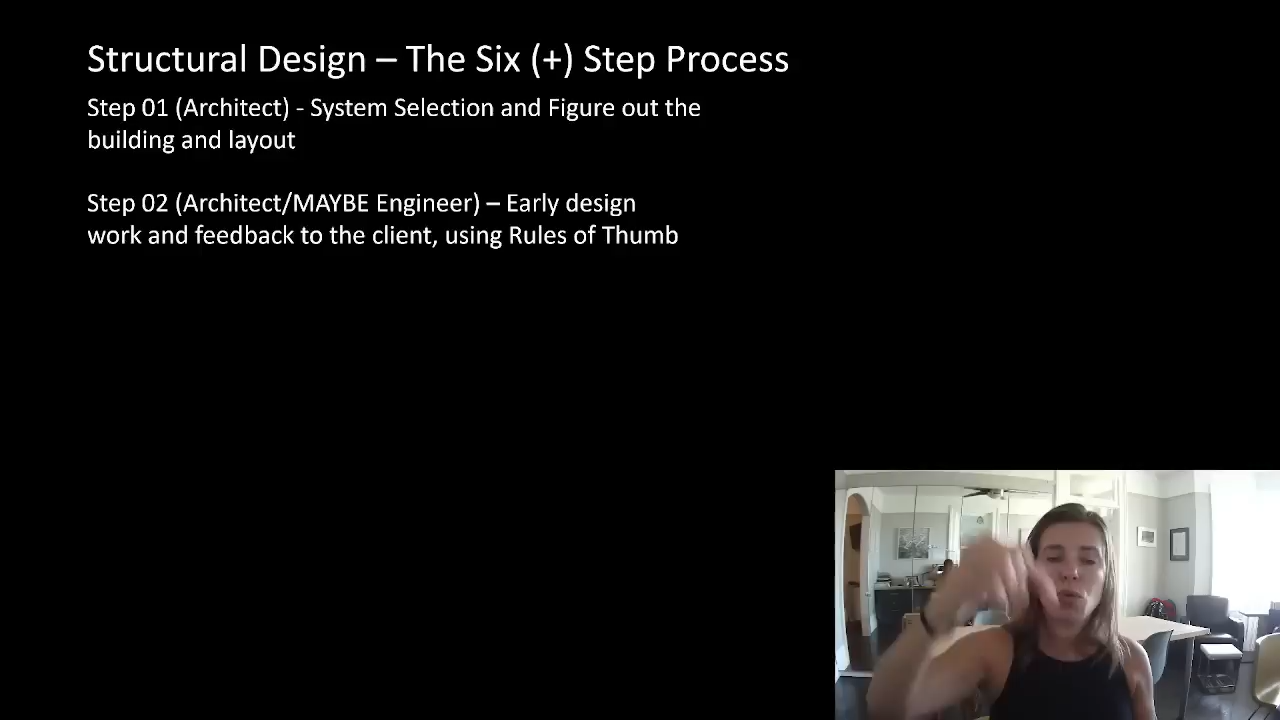 Structural Design – The Six (+) Step Process
Step 01 (Architect) - System Selection and Figure out the
building and layout
Step 02 (Architect/MAYBE Engineer) – Early design
work and feedback to the client, using Rules of Thumb